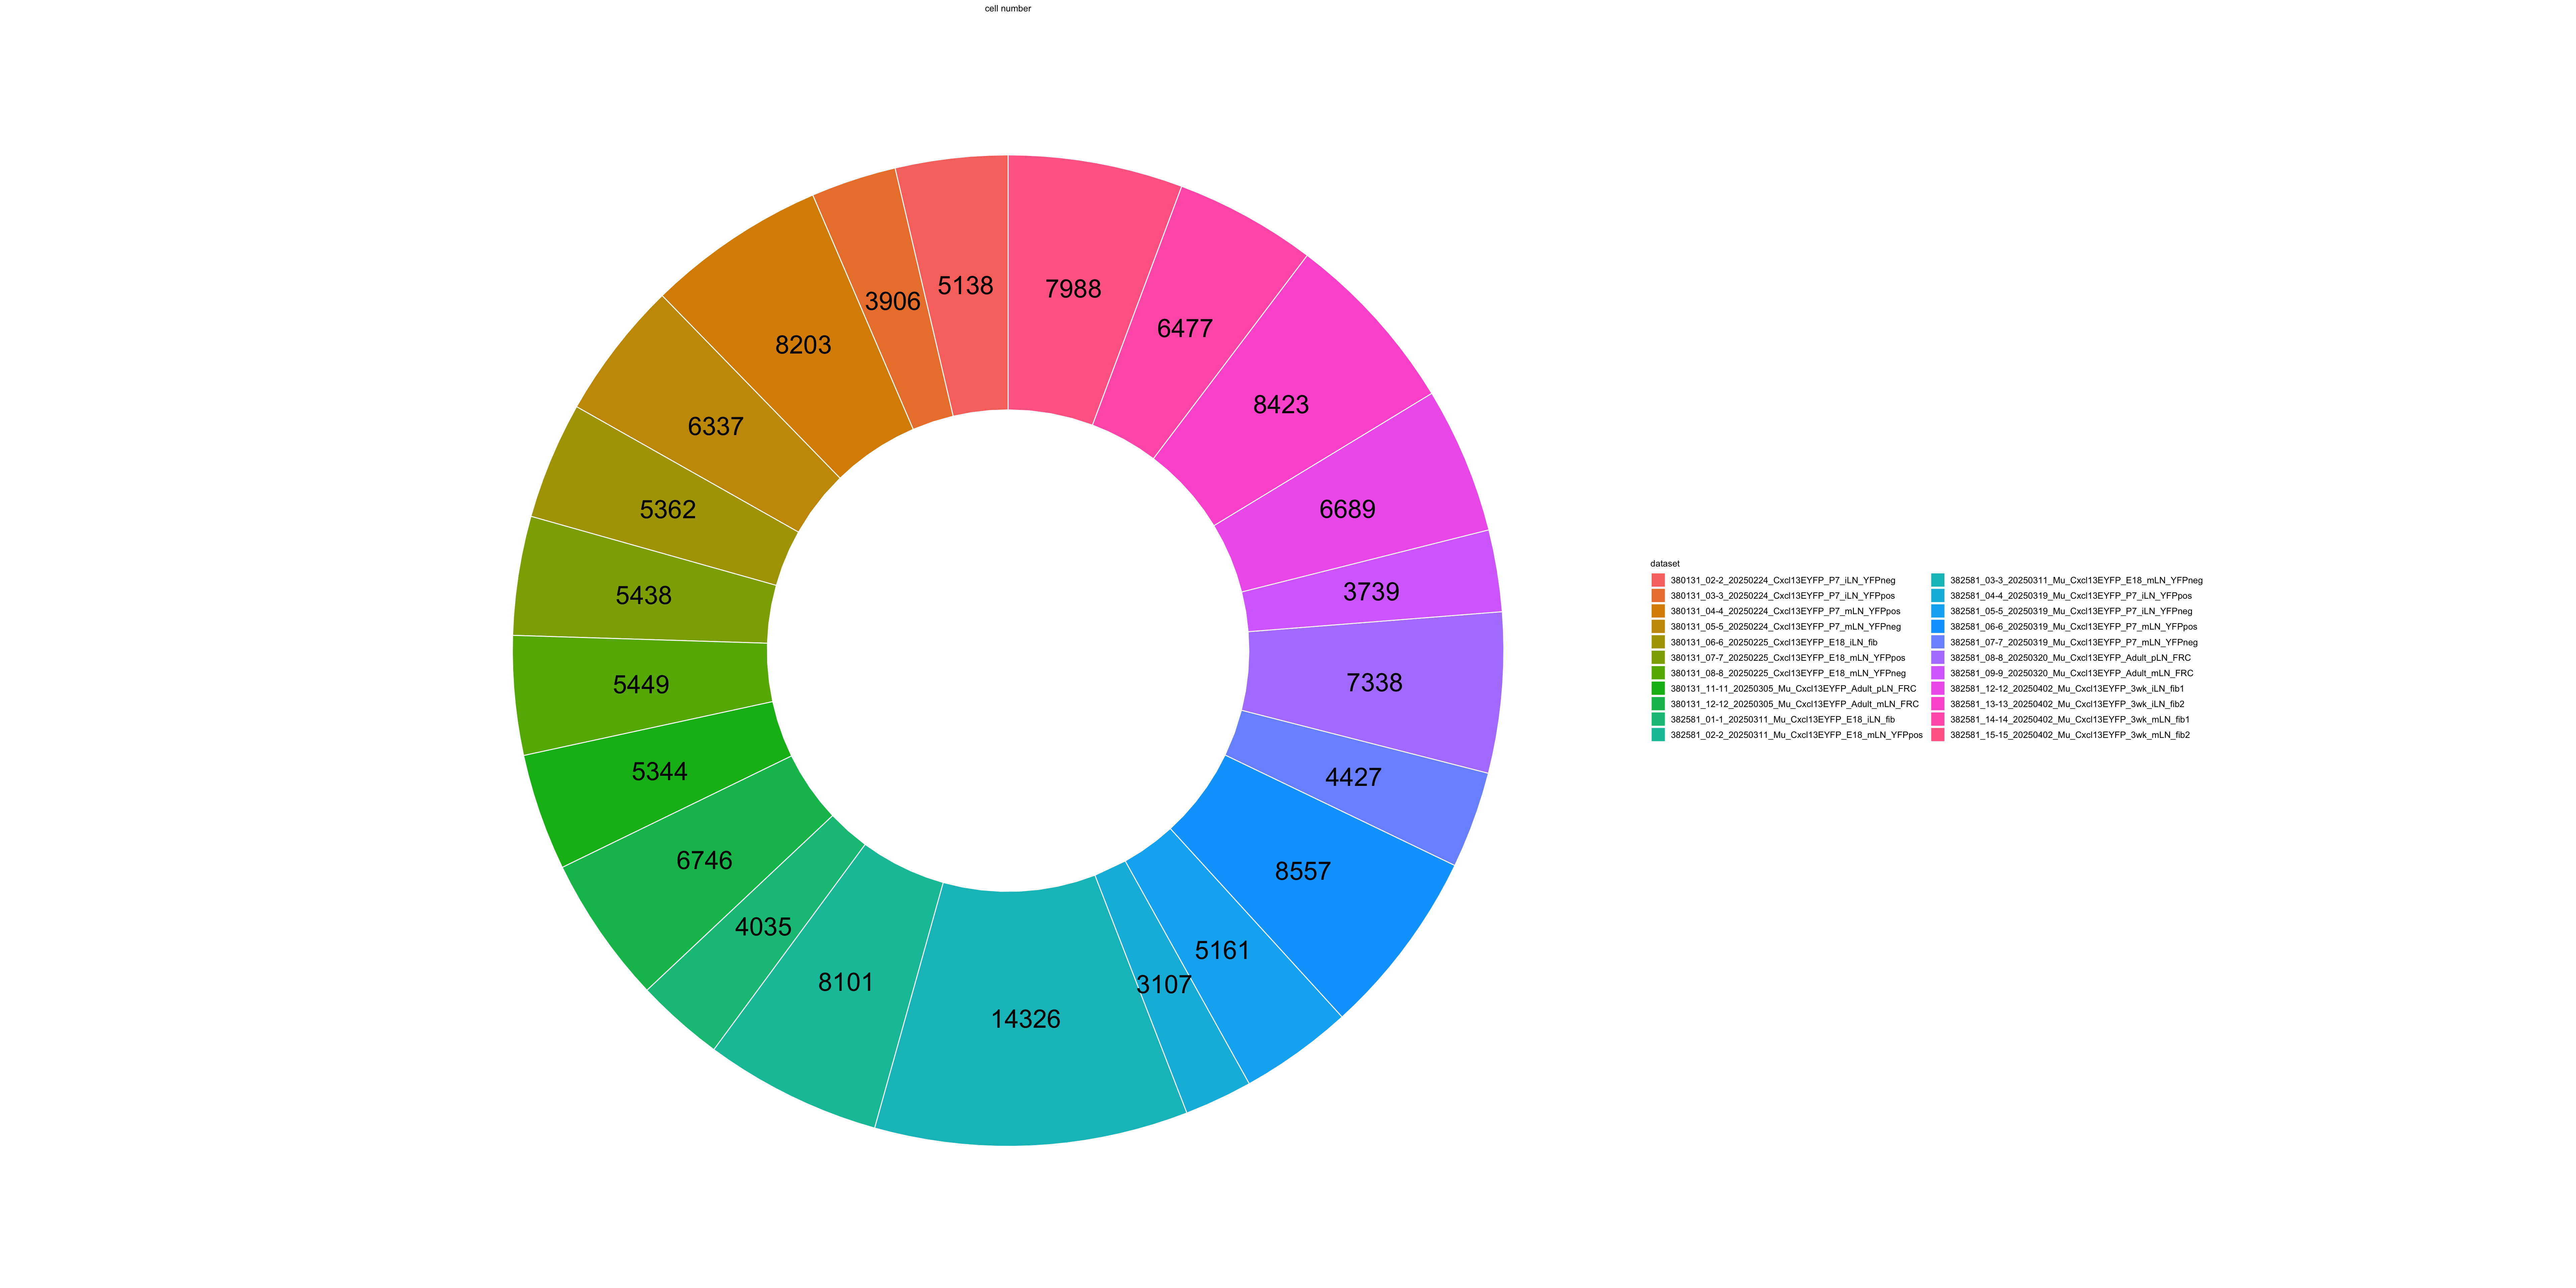 cell number
5138
7988
3906
6477
8203
8423
6337
5362
6689
5438
3739
5449
7338
5344
4427
6746
8557
4035
5161
8101
3107
14326
dataset
380131_02-2_20250224_Cxcl13EYFP_P7_iLN_YFPneg
380131_03-3_20250224_Cxcl13EYFP_P7_iLN_YFPpos
380131_04-4_20250224_Cxcl13EYFP_P7_mLN_YFPpos
380131_05-5_20250224_Cxcl13EYFP_P7_mLN_YFPneg
380131_06-6_20250225_Cxcl13EYFP_E18_iLN_fib
380131_07-7_20250225_Cxcl13EYFP_E18_mLN_YFPpos
380131_08-8_20250225_Cxcl13EYFP_E18_mLN_YFPneg
380131_11-11_20250305_Mu_Cxcl13EYFP_Adult_pLN_FRC
380131_12-12_20250305_Mu_Cxcl13EYFP_Adult_mLN_FRC
382581_01-1_20250311_Mu_Cxcl13EYFP_E18_iLN_fib
382581_02-2_20250311_Mu_Cxcl13EYFP_E18_mLN_YFPpos
382581_03-3_20250311_Mu_Cxcl13EYFP_E18_mLN_YFPneg
382581_04-4_20250319_Mu_Cxcl13EYFP_P7_iLN_YFPpos
382581_05-5_20250319_Mu_Cxcl13EYFP_P7_iLN_YFPneg
382581_06-6_20250319_Mu_Cxcl13EYFP_P7_mLN_YFPpos
382581_07-7_20250319_Mu_Cxcl13EYFP_P7_mLN_YFPneg
382581_08-8_20250320_Mu_Cxcl13EYFP_Adult_pLN_FRC
382581_09-9_20250320_Mu_Cxcl13EYFP_Adult_mLN_FRC
382581_12-12_20250402_Mu_Cxcl13EYFP_3wk_iLN_fib1
382581_13-13_20250402_Mu_Cxcl13EYFP_3wk_iLN_fib2
382581_14-14_20250402_Mu_Cxcl13EYFP_3wk_mLN_fib1
382581_15-15_20250402_Mu_Cxcl13EYFP_3wk_mLN_fib2